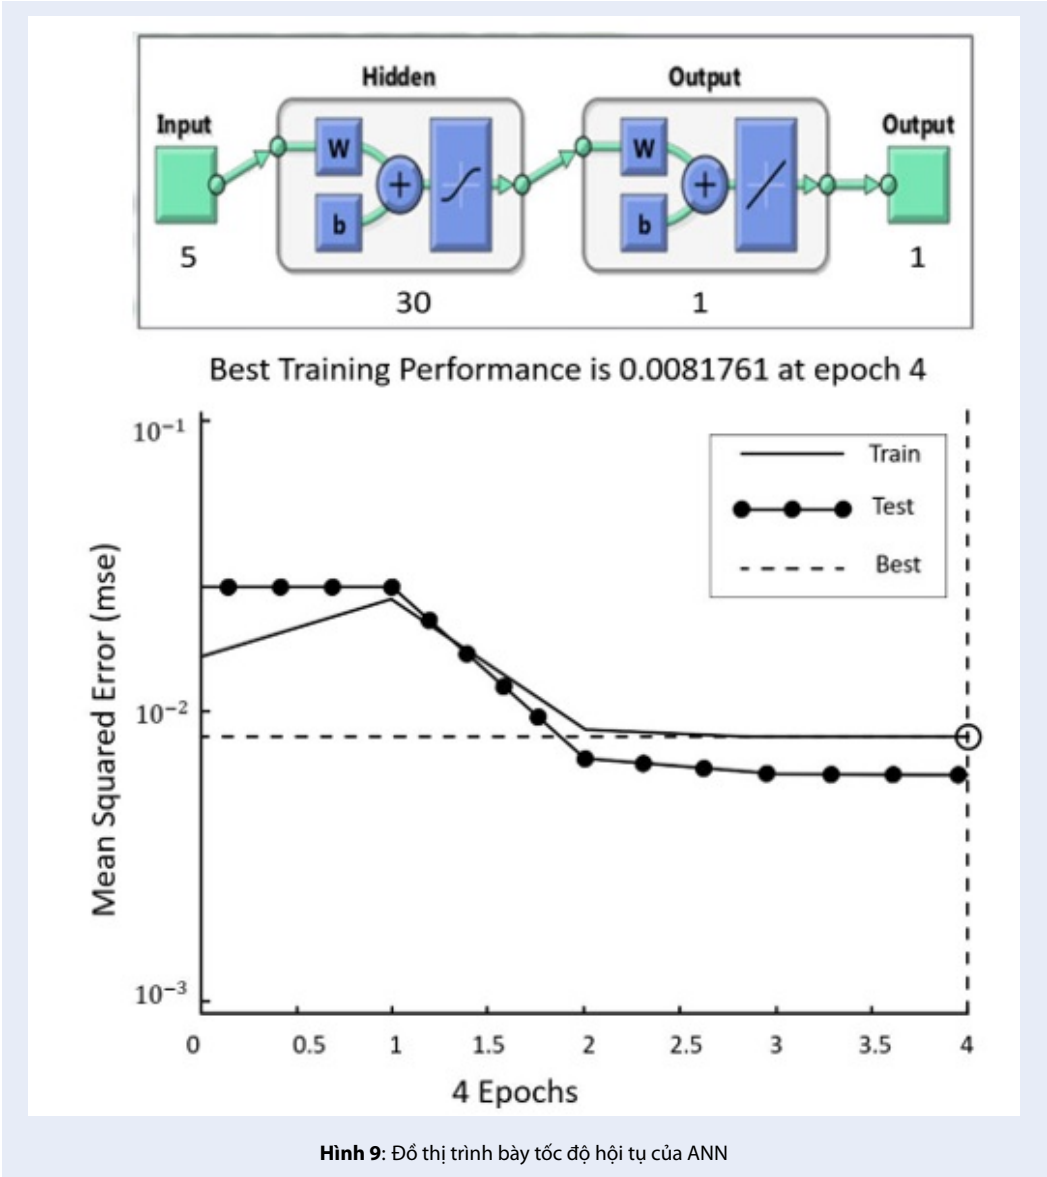 Hidden
Output
Input
Output
W
+
W
+
b
b
5
1
30
1
Best Training Performance is 0.0081761 at epoch 4
10⁻¹
Train
Test
Best
Mean Squared Error (mse)
10⁻²
10⁻³
0 0.5 1 1.5 2 2.5 3 3.5 4
4 Epochs
Hình 9: Đồ thị trình bày tốc độ hội tụ của ANN